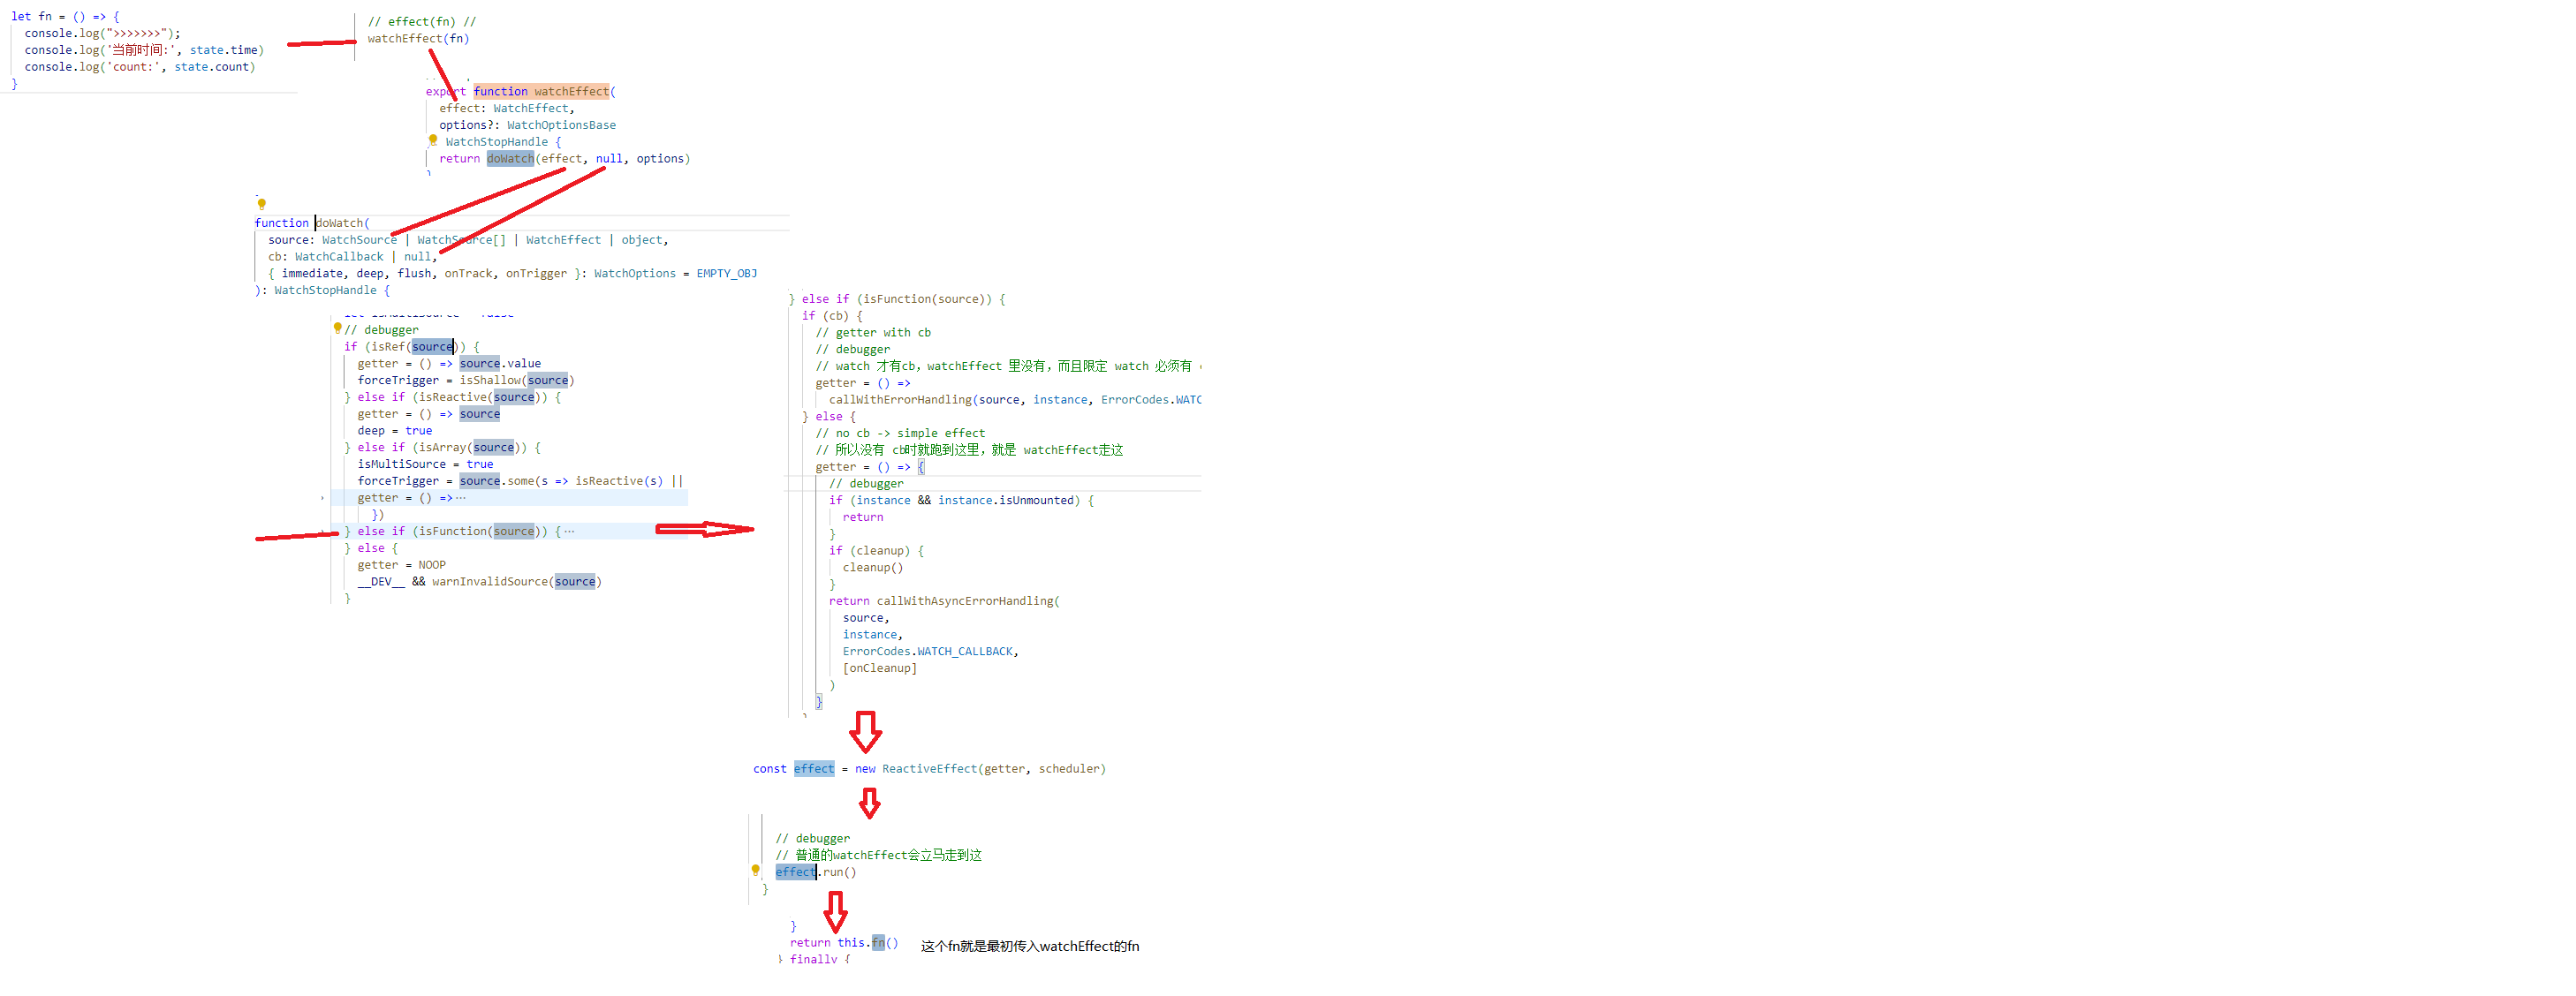 let fn = () => {
console.log(">>>>>>>");
console.log('当前时间:', state.time)
console.log('count:', state.count)
}
// effect(fn) //
watchEffect(fn)
export function watchEffect(
effect: WatchEffect,
options?: WatchOptionsBase
WatchStopHandle {
return doWatch(effect, null, options)
function doWatch(
source: WatchSource | WatchSource[] | WatchEffect | object,
cb: WatchCallback | null,
{ immediate, deep, flush, onTrack, onTrigger }: WatchOptions = EMPTY_OBJ
): WatchStopHandle {
// debugger
if (isRef(source)) {
getter = () => source.value
forceTrigger = isShallow(source)
} else if (isReactive(source)) {
getter = () => source
deep = true
} else if (isArray(source)) {
isMultiSource = true
forceTrigger = source.some(s => isReactive(s) ||
getter = () =>···
})
} else if (isFunction(source)) {···
} else {
getter = NOOP
__DEV__ && warnInvalidSource(source)
}
} else if (isFunction(source)) {
if (cb) {
// getter with cb
// debugger
// watch 才有cb，watchEffect 里没有，而且限定 watch 必须有
getter = () =>
callWithErrorHandling(source, instance, ErrorCodes.WATC
} else {
// no cb -> simple effect
// 所以没有 cb时就跑到这里，就是 watchEffect走这
getter = () => {
// debugger
if (instance && instance.isUnmounted) {
return
}
if (cleanup) {
cleanup()
}
return callWithAsyncErrorHandling(
source,
instance,
ErrorCodes.WATCH_CALLBACK,
[onCleanup]
)
}
const effect = new ReactiveEffect(getter, scheduler)
// debugger
// 普通的watchEffect会立马走到这
effect.run()
}
}
return this.fn() 这个fn就是最初传入watchEffect的fn
} finally {